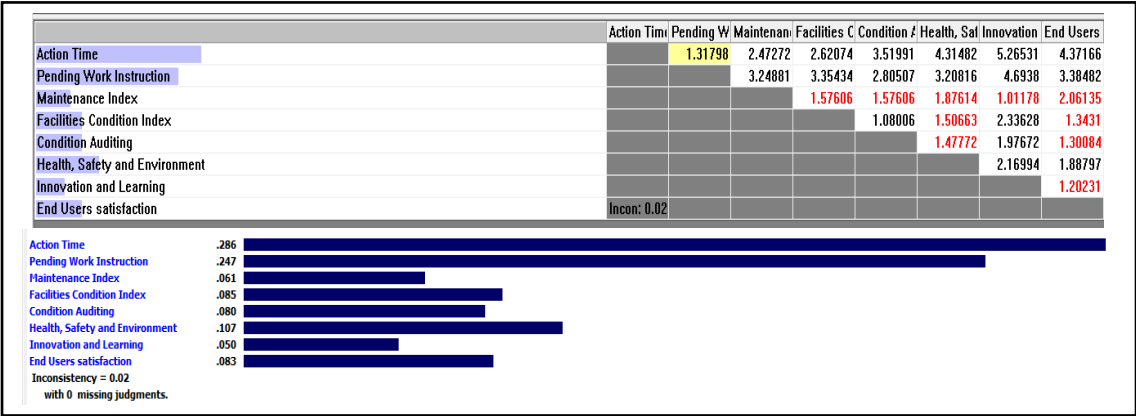 Action Time Pending W Maintenan Facilities C Condition A Health, Saf Innovation End Users
Action Time 1.31798 2.47272 2.62074 3.51991 4.31482 5.26531 4.37166
Pending Work Instruction 3.24881 3.35434 2.80507 3.20816 4.6938 3.38482
Maintenance Index 1.57606 1.57606 1.87614 1.01178 2.06135
Facilities Condition Index 1.08006 1.50663 2.33628 1.3431
Condition Auditing 1.47772 1.97672 1.30084
Health, Safety and Environment 2.16994 1.88797
Innovation and Learning 1.20231
End Users satisfaction Incon: 0.02
Action Time .286
Pending Work Instruction .247
Maintenance Index .061
Facilities Condition Index .085
Condition Auditing .080
Health, Safety and Environment .107
Innovation and Learning .050
End Users satisfaction .083
Inconsistency = 0.02
with 0 missing judgments.